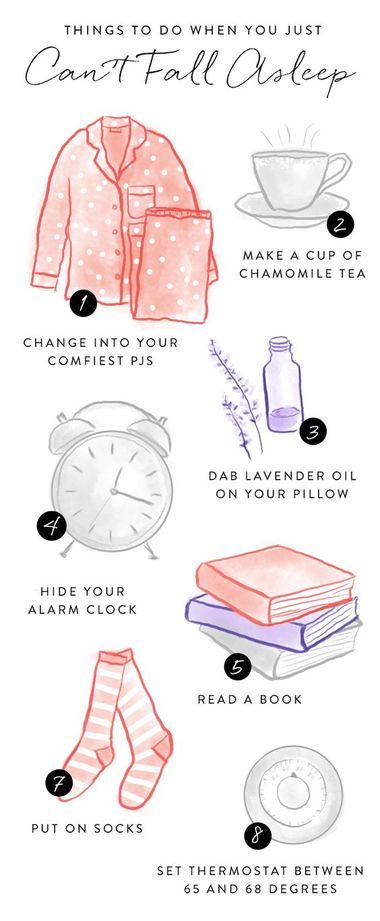 THINGS TO DO WHEN YOU JUST
Can't Fall Asleep
1
CHANGE INTO YOUR
COMFIEST PJS
2
MAKE A CUP OF
CHAMOMILE TEA
3
DAB LAVENDER OIL
ON YOUR PILLOW
4
HIDE YOUR
ALARM CLOCK
5
READ A BOOK
7
PUT ON SOCKS
8
SET THERMOSTAT BETWEEN
65 AND 68 DEGREES